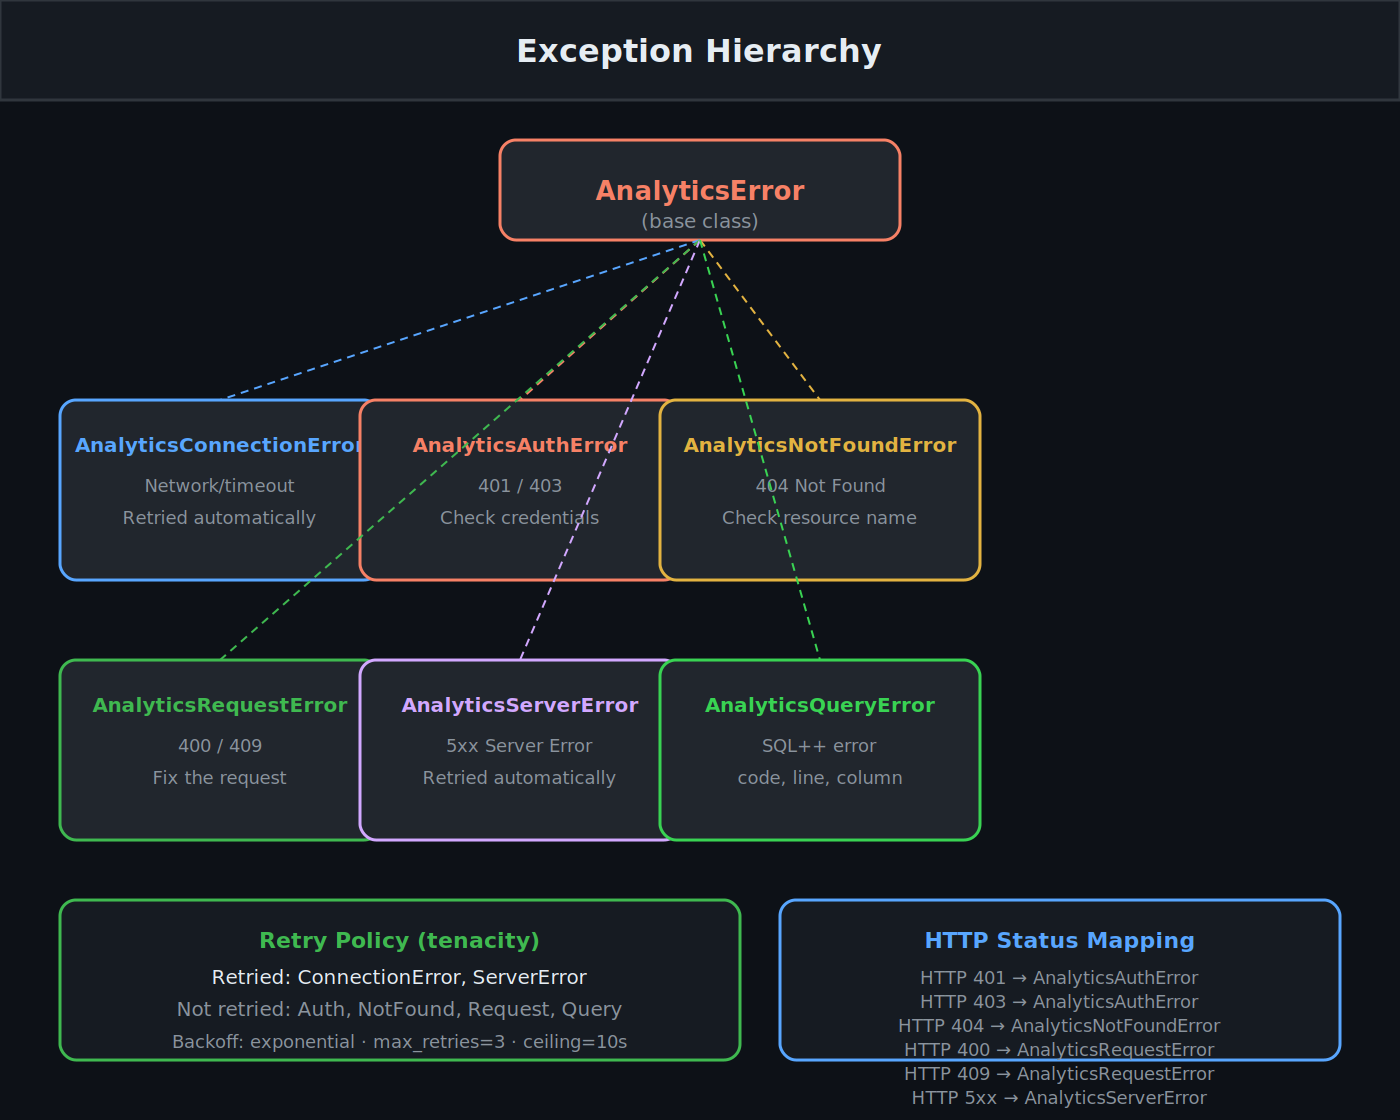 Exception Hierarchy
AnalyticsError
(base class)
AnalyticsConnectionError
Network/timeout
Retried automatically
AnalyticsAuthError
401 / 403
Check credentials
AnalyticsNotFoundError
404 Not Found
Check resource name
AnalyticsRequestError
400 / 409
Fix the request
AnalyticsServerError
5xx Server Error
Retried automatically
AnalyticsQueryError
SQL++ error
code, line, column
Retry Policy (tenacity)
Retried: ConnectionError, ServerError
Not retried: Auth, NotFound, Request, Query
Backoff: exponential · max_retries=3 · ceiling=10s
HTTP Status Mapping
HTTP 401 → AnalyticsAuthError
HTTP 403 → AnalyticsAuthError
HTTP 404 → AnalyticsNotFoundError
HTTP 400 → AnalyticsRequestError
HTTP 409 → AnalyticsRequestError
HTTP 5xx → AnalyticsServerError